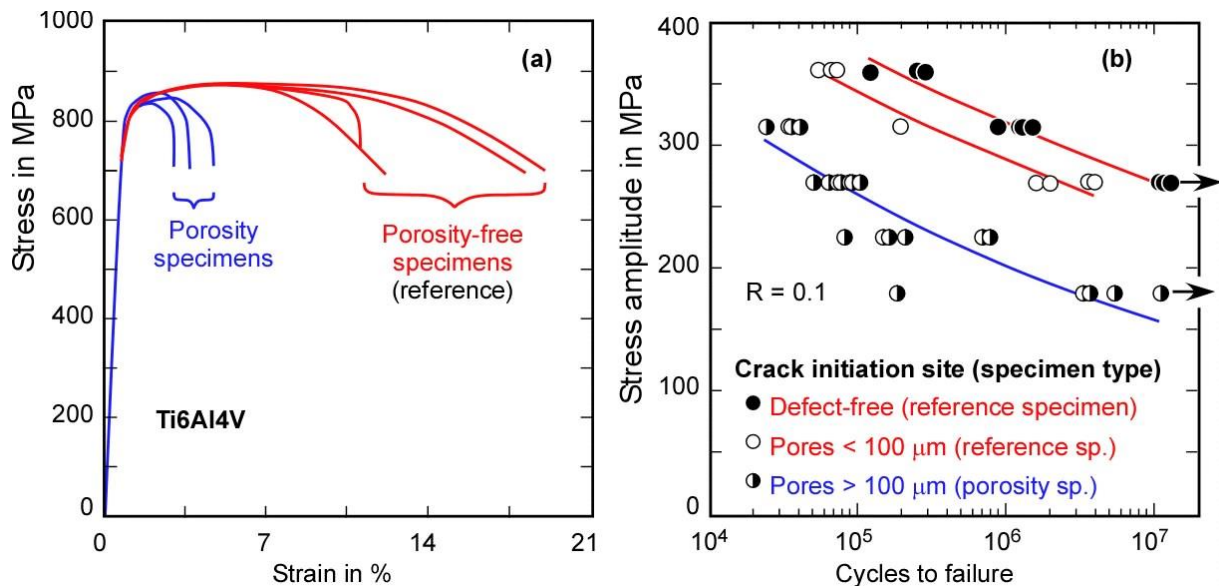 1000
800
600
400
200
0
Stress in MPa
(a)
Porosity
specimens
Porosity-free
specimens
(reference)
Ti6Al4V
0
7
14
21
Strain in %
400
300
200
100
0
Stress amplitude in MPa
(b)
R = 0.1
Crack initiation site (specimen type)
Defect-free (reference specimen)
Pores < 100 μm (reference sp.)
Pores > 100 μm (porosity sp.)
10⁴
10⁵
10⁶
10⁷
Cycles to failure